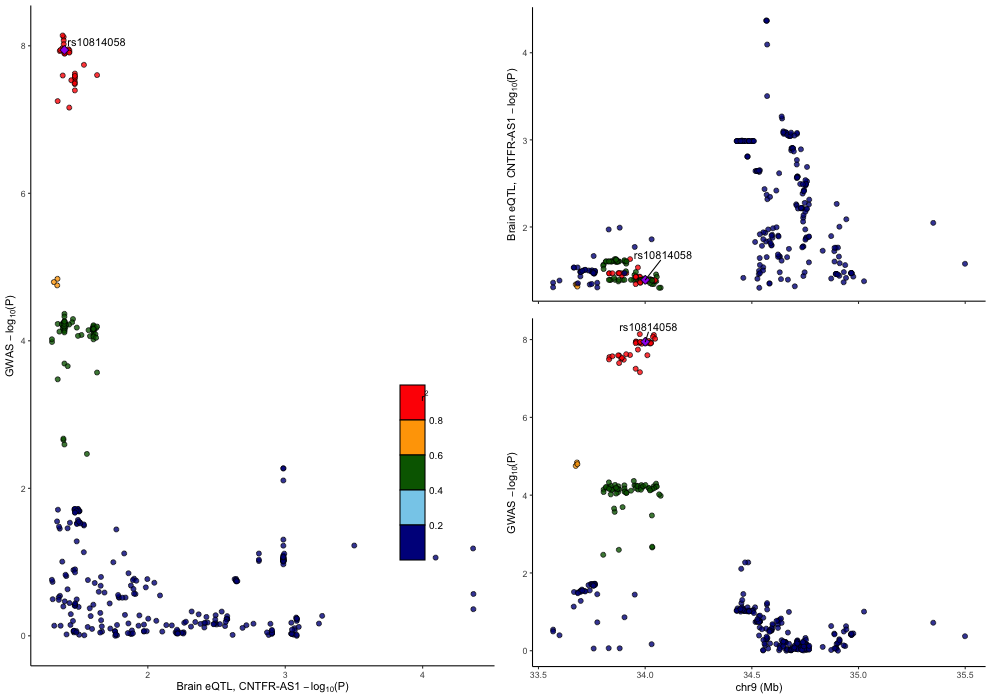 rs10814058
8
6
4
2
0
GWAS −log10(P)
2
3
4
Brain eQTL, CNTFR-AS1 −log10(P)
r2
0.8
0.6
0.4
0.2
4
3
2
Brain eQTL, CNTFR-AS1 −log10(P)
rs10814058
rs10814058
8
6
4
2
0
GWAS −log10(P)
33.5
34.0
34.5
35.0
35.5
chr9 (Mb)